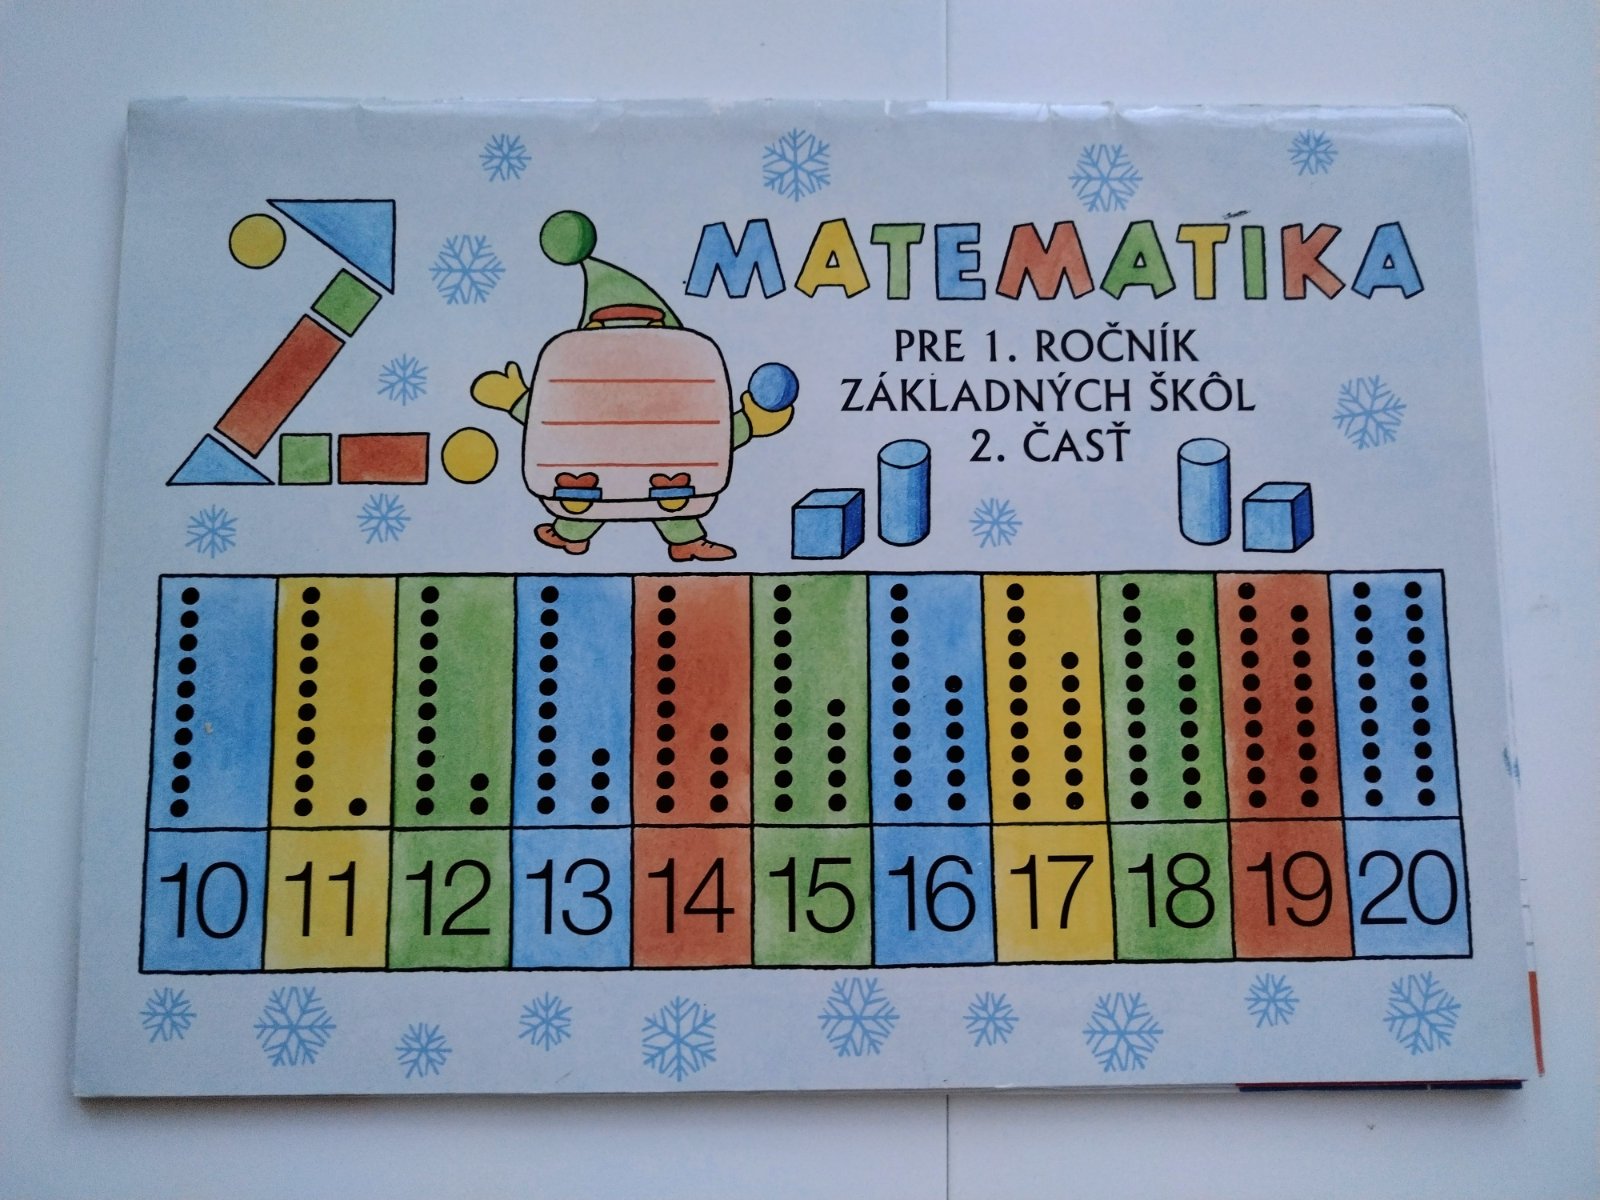 2.
MATEMATIKA
PRE 1. ROČNÍK
ZÁKLADNÝCH ŠKÔL
2. ČASŤ
10 11 12 13 14 15 16 17 18 19 20